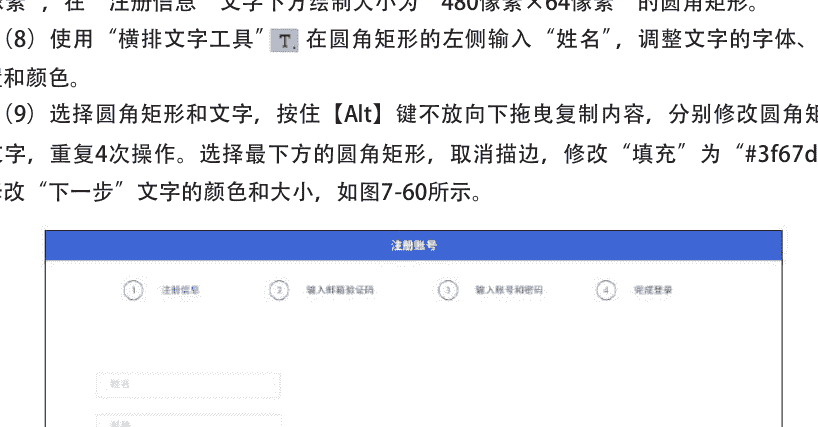 像素”，在“注册信息”文字下方绘制大小为“480像素×64像素”的圆角矩形。
（8）使用“横排文字工具” T. 在圆角矩形的左侧输入“姓名”，调整文字的字体、
和颜色。
（9）选择圆角矩形和文字，按住【Alt】键不放向下拖曳复制内容，分别修改圆角矩
文字，重复4次操作。选择最下方的圆角矩形，取消描边，修改“填充”为“#3f67d
改“下一步”文字的颜色和大小，如图7-60所示。
注册账号
1 注册信息 2 输入邮箱验证码 3 输入账号和密码 4 完成登录
姓名